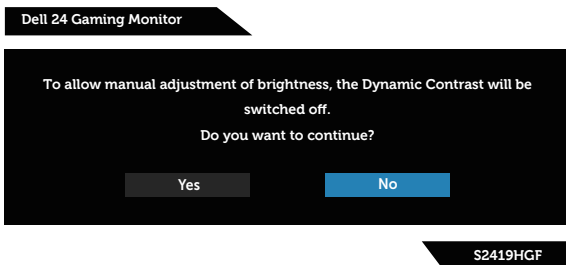 Dell 24 Gaming Monitor
To allow manual adjustment of brightness, the Dynamic Contrast will be
switched off.
Do you want to continue?
Yes
No
S2419HGF